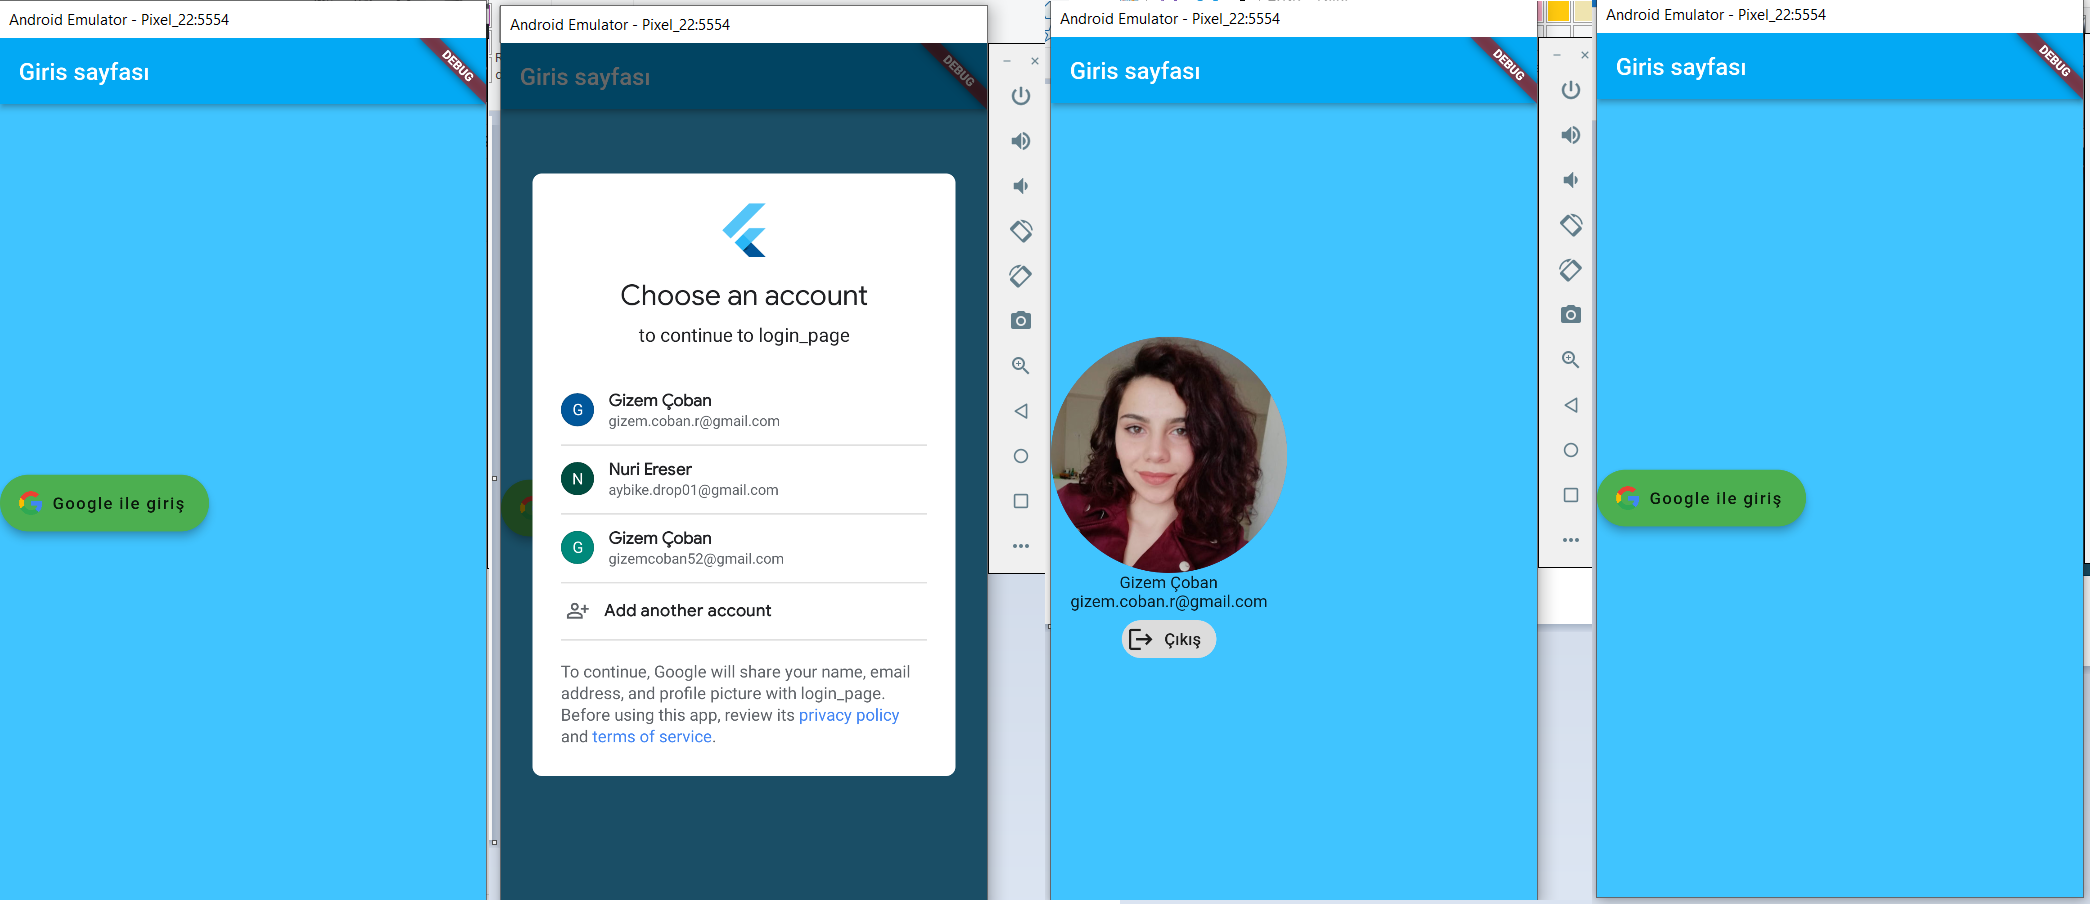 Android Emulator - Pixel_22:5554
Giris sayfası
DEBUG
Google ile giriş
Android Emulator - Pixel_22:5554
Giris sayfası
DEBUG
Choose an account
to continue to login_page
G
Gizem Çoban
gizem.coban.r@gmail.com
N
Nuri Ereser
aybike.drop01@gmail.com
G
Gizem Çoban
gizemcoban52@gmail.com
Add another account
To continue, Google will share your name, email
address, and profile picture with login_page.
Before using this app, review its privacy policy
and terms of service.
Android Emulator - Pixel_22:5554
Giris sayfası
DEBUG
Gizem Çoban
gizem.coban.r@gmail.com
Çıkış
Android Emulator - Pixel_22:5554
Giris sayfası
DEBUG
Google ile giriş